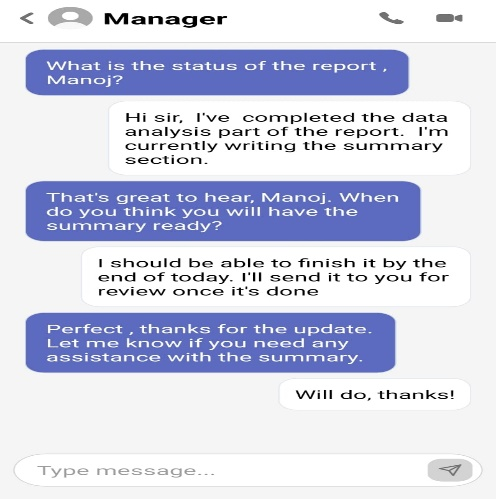 Manager
What is the status of the report ,
Manoj?
Hi sir,  I've  completed the data
analysis part of the report.  I'm
currently writing the summary
section.
That's great to hear, Manoj. When
do you think you will have the
summary ready?
I should be able to finish it by the
end of today. I'll send it to you for
review once it's done
Perfect , thanks for the update.
Let me know if you need any
assistance with the summary.
Will do, thanks!
Type message...